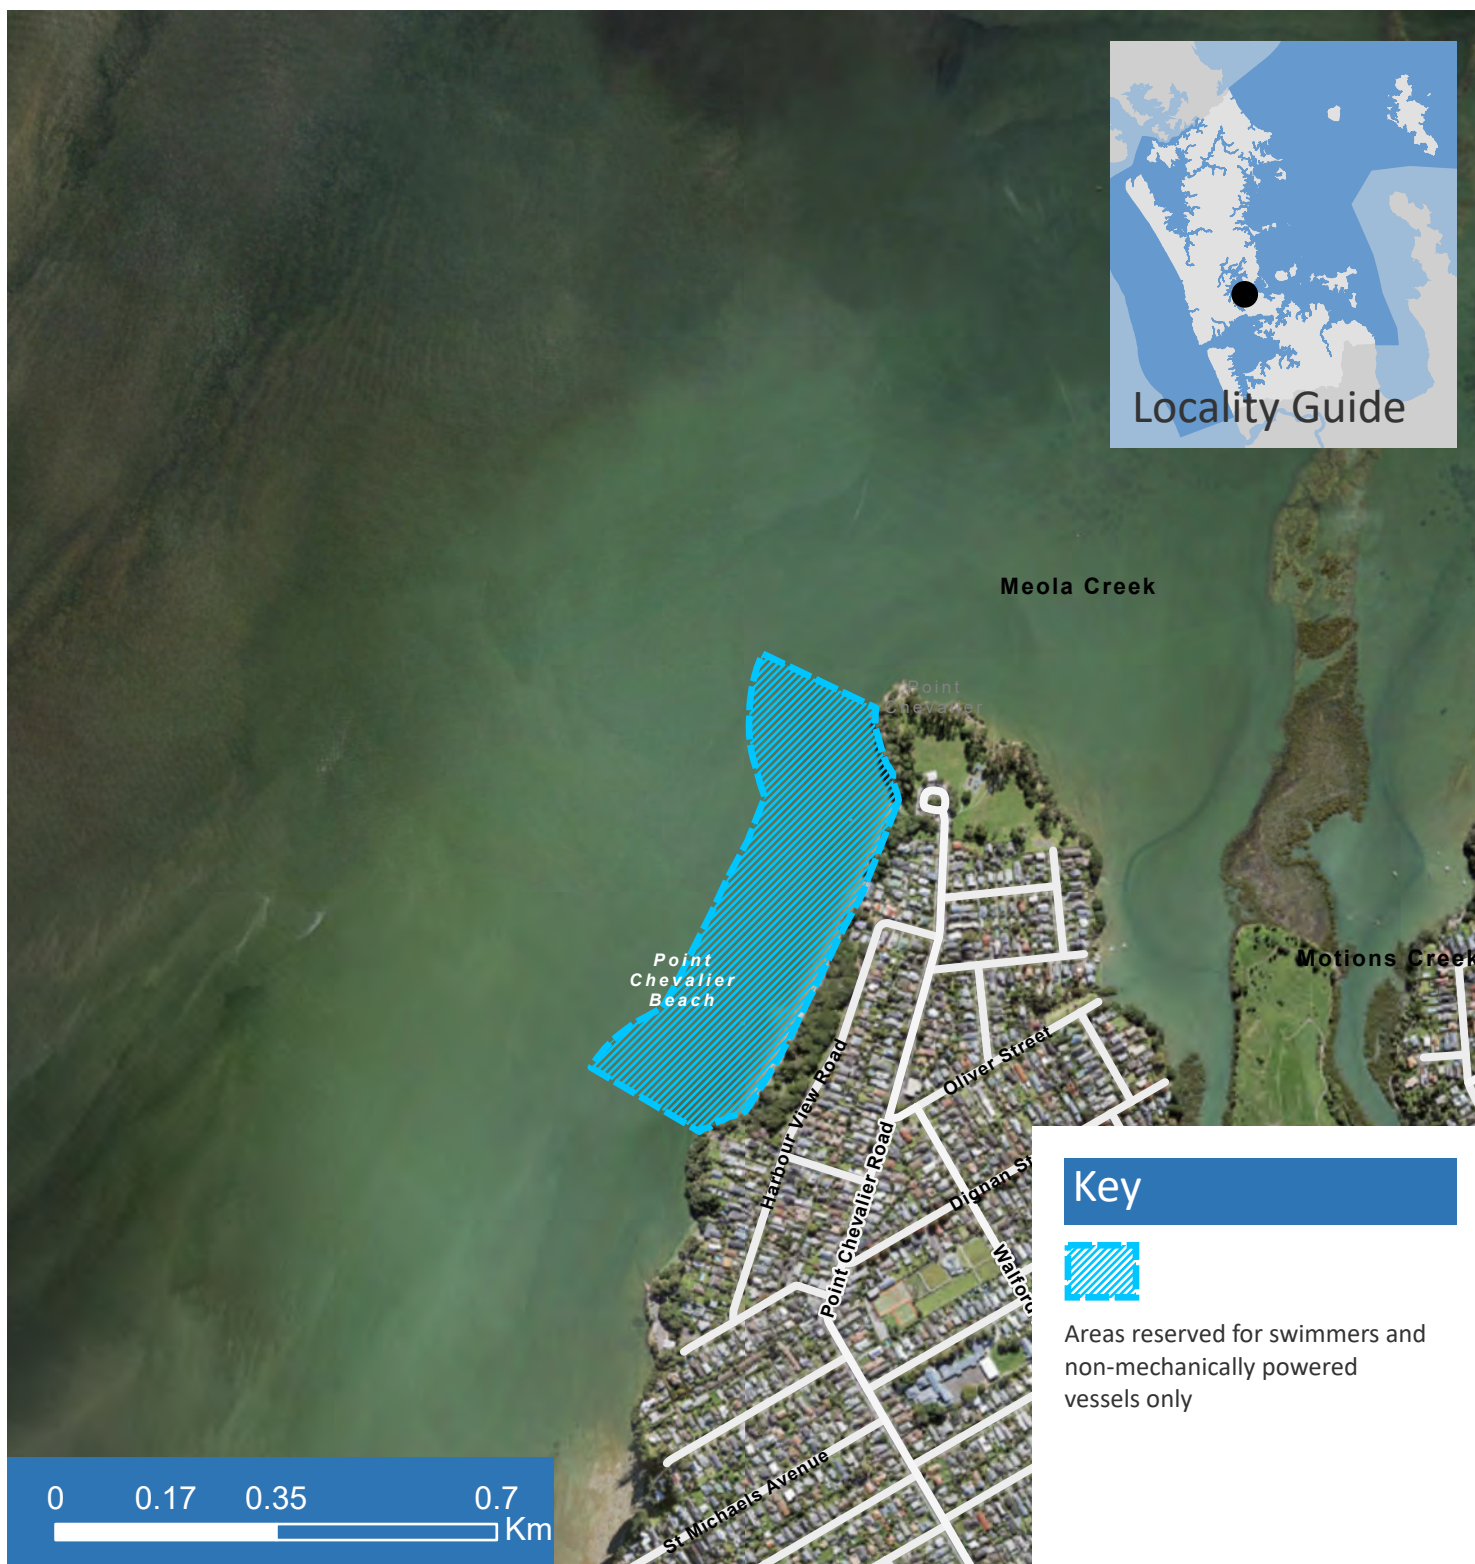 Locality Guide
Meola Creek
Point
Chevalier
Motions Creek
Point
Chevalier
Beach
Harbour View Road
Point Chevalier Road
Oliver Street
Dignan St
Walford
St Michaels Avenue
Key
Areas reserved for swimmers and
non-mechanically powered
vessels only
0 0.17 0.35 0.7
Km